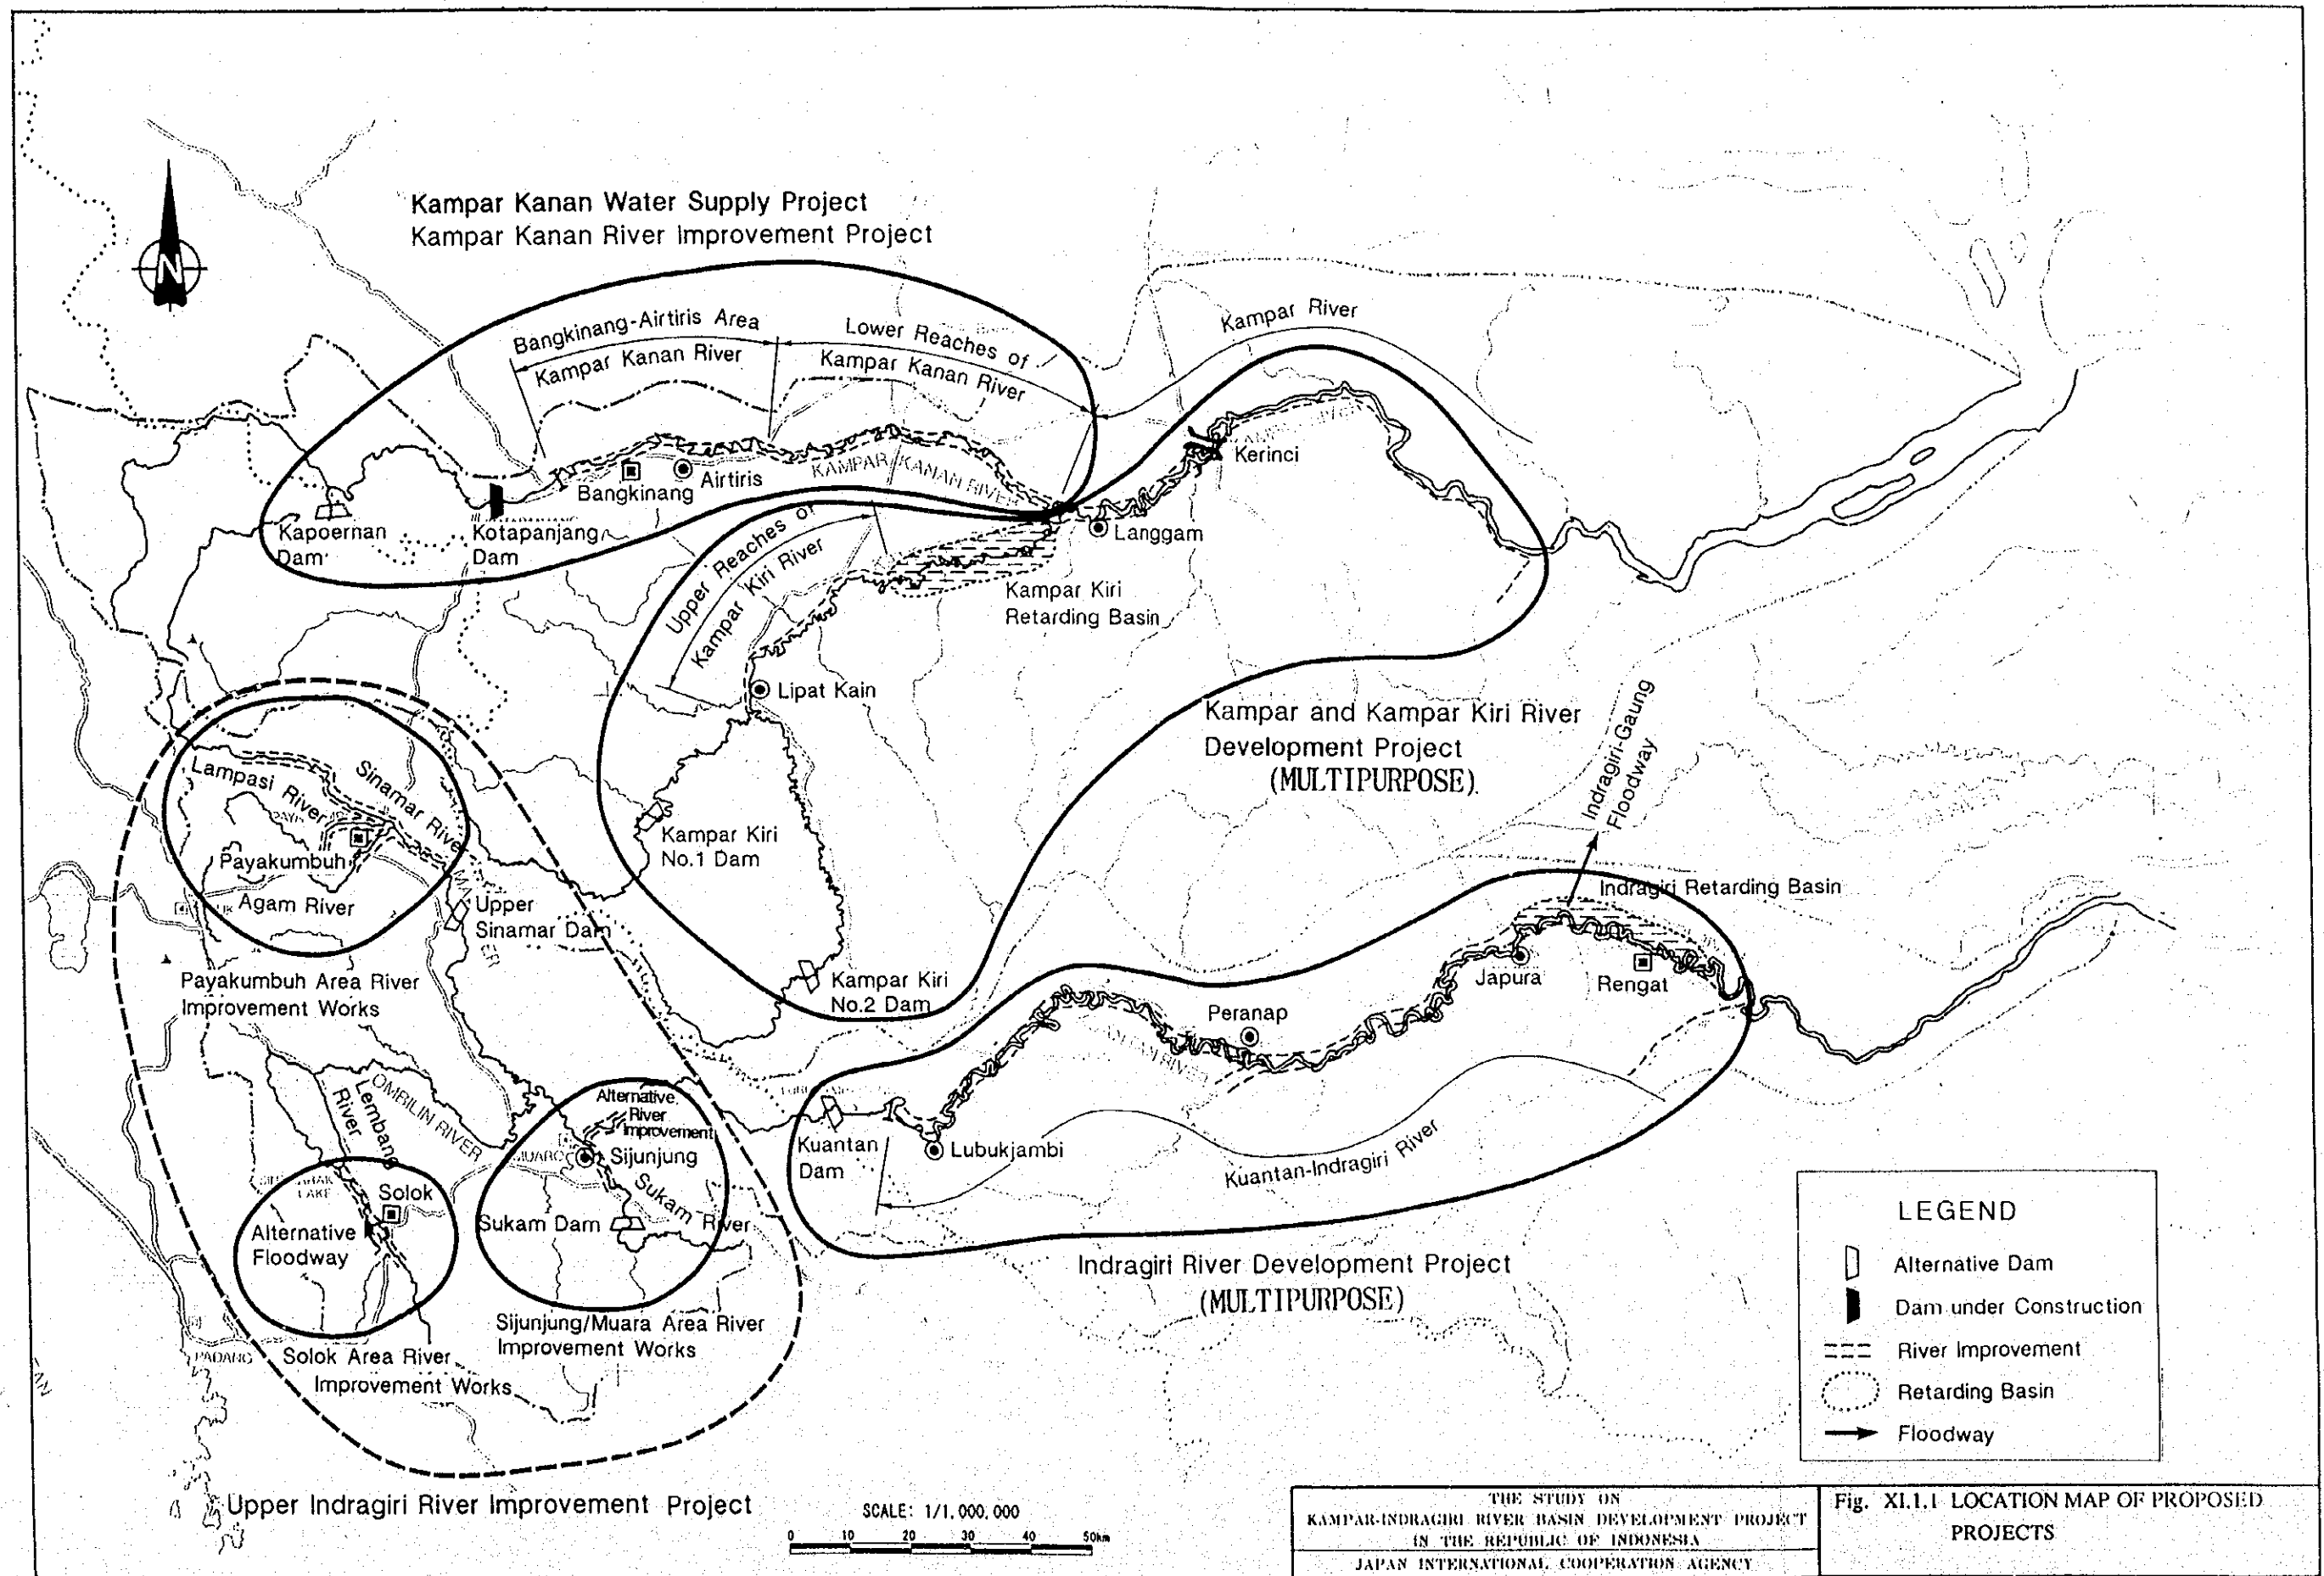 Kampar Kanan Water Supply Project
Kampar Kanan River Improvement Project
N
Bangkinang-Airtiris Area
Kampar Kanan River
Lower Reaches of
Kampar Kanan River
Kampar River
Kerinci
KAMPAR KANAN RIVER
Bangkinang
Airtiris
Kapoernan
Dam
Kotapanjang
Dam
Langgam
Upper Reaches of
Kampar Kiri River
Kampar Kiri
Retarding Basin
Lipat Kain
Kampar and Kampar Kiri River
Development Project
(MULTIPURPOSE)
Indragiri-Gaung
Floodway
Lampasi River
Sinamar River
Payakumbuh
Agam River
Kampar Kiri
No.1 Dam
Upper
Sinamar Dam
Indragiri Retarding Basin
Payakumbuh Area River
Improvement Works
Kampar Kiri
No.2 Dam
Japura
Rengat
Peranap
Lembang
River
OMBILIN RIVER
Alternative
River
Improvement
Sijunjung
Kuantan
Dam
Lubukjambi
Kuantan-Indragiri River
LAKE
Solok
Sukam River
Sukam Dam
Alternative
Floodway
Indragiri River Development Project
(MULTIPURPOSE)
Sijunjung/Muara Area River
Improvement Works
PADANG
Solok Area River
Improvement Works
Upper Indragiri River Improvement Project
SCALE: 1/1,000,000
0 10 20 30 40 50km
LEGEND
Alternative Dam
Dam under Construction
River Improvement
Retarding Basin
Floodway
THE STUDY ON
KAMPAR-INDRAGIRI RIVER BASIN DEVELOPMENT PROJECT
IN THE REPUBLIC OF INDONESIA
JAPAN INTERNATIONAL COOPERATION AGENCY
Fig. XI.1.1 LOCATION MAP OF PROPOSED
PROJECTS